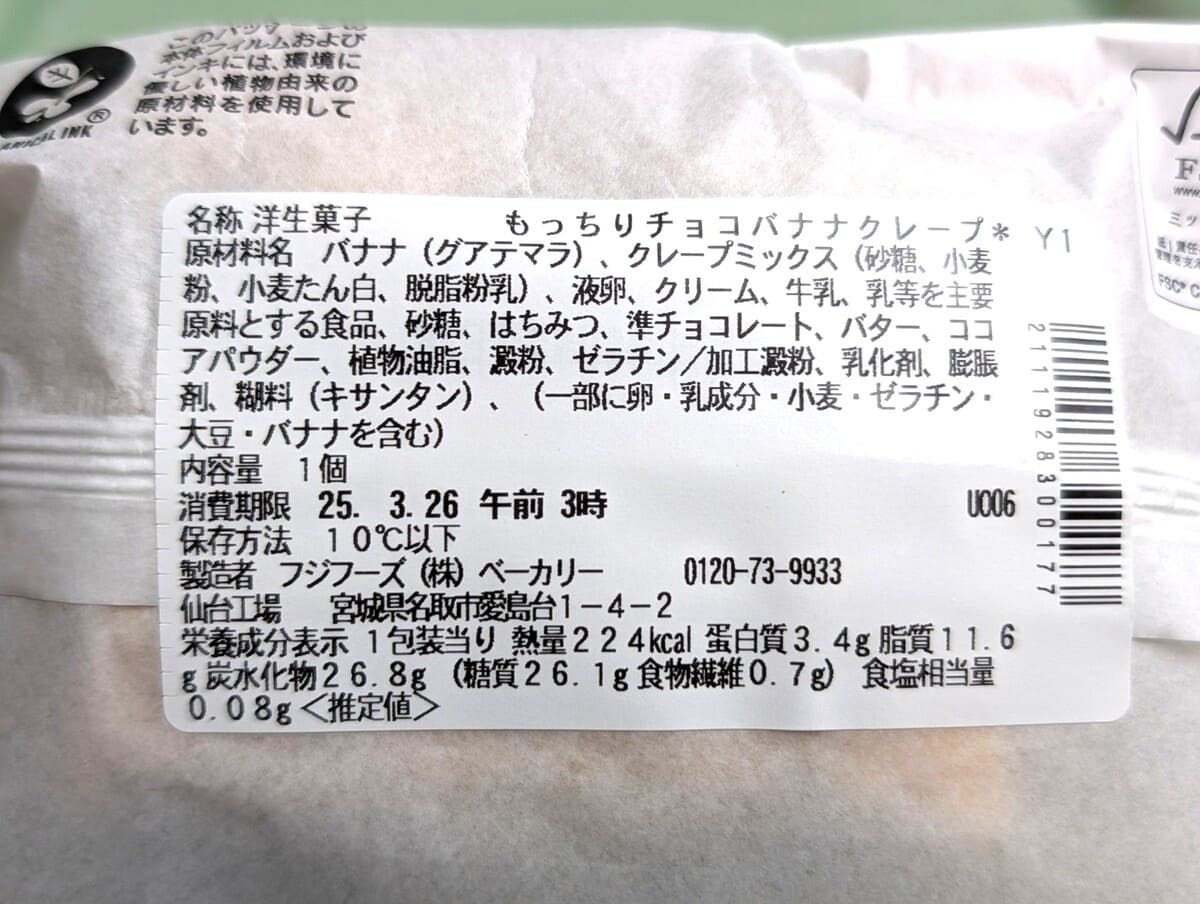 本体フィルムおよび
インキには、環境に
優しい植物由来の
原材料を使用して
います。
INK
名称 洋生菓子 もっちりチョコバナナクレープ* Y1
原材料名 バナナ（グアテマラ）、クレープミックス（砂糖、小麦
粉、小麦たん白、脱脂粉乳）、液卵、クリーム、牛乳、乳等を主要
原料とする食品、砂糖、はちみつ、準チョコレート、バター、ココ
アパウダー、植物油脂、澱粉、ゼラチン／加工澱粉、乳化剤、膨脹
剤、糊料（キサンタン）、（一部に卵・乳成分・小麦・ゼラチン・
大豆・バナナを含む）
内容量 1個
消費期限 25. 3.26 午前 3時 U006
保存方法 10℃以下
製造者 フジフーズ（株）ベーカリー 0120-73-9933
仙台工場 宮城県名取市愛島台1－4－2
栄養成分表示 1包装当り 熱量224kcal 蛋白質3.4g 脂質11.6
g 炭水化物26.8g （糖質26.1g 食物繊維0.7g） 食塩相当量
0.08g＜推定値＞
2111928300177